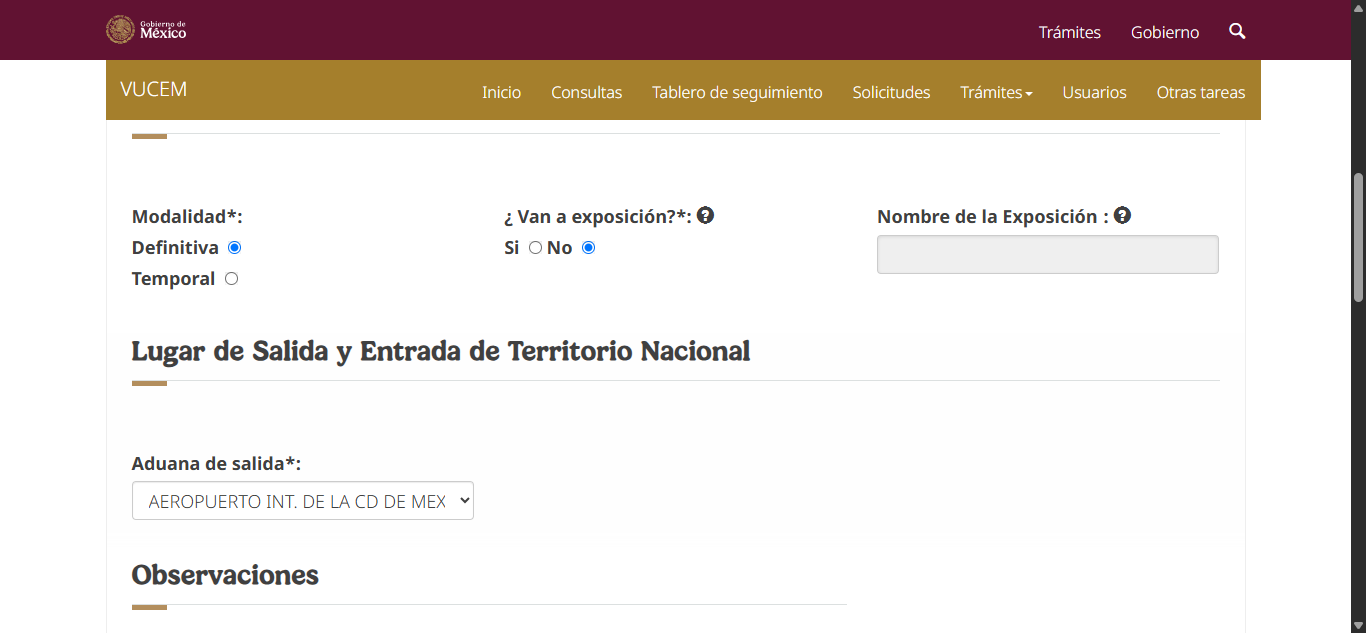 Gobierno de
México
Trámites
Gobierno
VUCEM
Inicio
Consultas
Tablero de seguimiento
Solicitudes
Trámites
Usuarios
Otras tareas
Modalidad*:
Definitiva
Temporal
¿ Van a exposición?*:
Si No
Nombre de la Exposición :
Lugar de Salida y Entrada de Territorio Nacional
Aduana de salida*:
AEROPUERTO INT. DE LA CD DE MEX
Observaciones